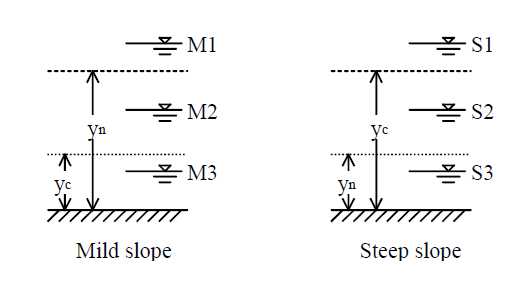 M1
M2
yn
M3
yc
Mild slope
S1
S2
yc
S3
yn
Steep slope